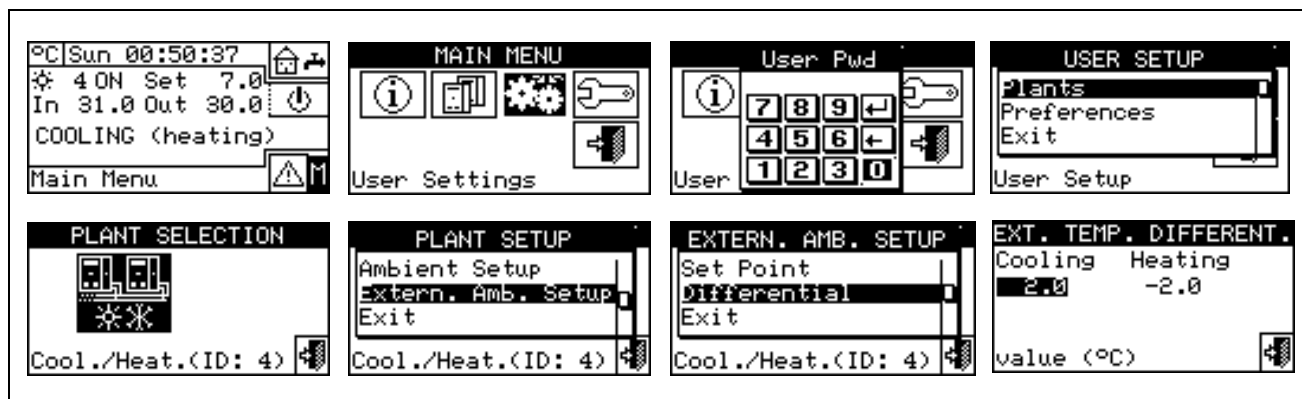 °C Sun 00:50:37
4 ON Set 7.0
In 31.0 Out 30.0
COOLING (heating)
Main Menu M
MAIN MENU
i
User Settings
User Pwd
i
7 8 9
4 5 6
1 2 3 0
User
USER SETUP
Plants
Preferences
Exit
User Setup
PLANT SELECTION
Cool./Heat.(ID: 4)
PLANT SETUP
Ambient Setup
Extern. Amb. Setup
Exit
Cool./Heat.(ID: 4)
EXTERN. AMB. SETUP
Set Point
Differential
Exit
Cool./Heat.(ID: 4)
EXT. TEMP. DIFFERENT.
Cooling Heating
2.0 -2.0
value (°C)